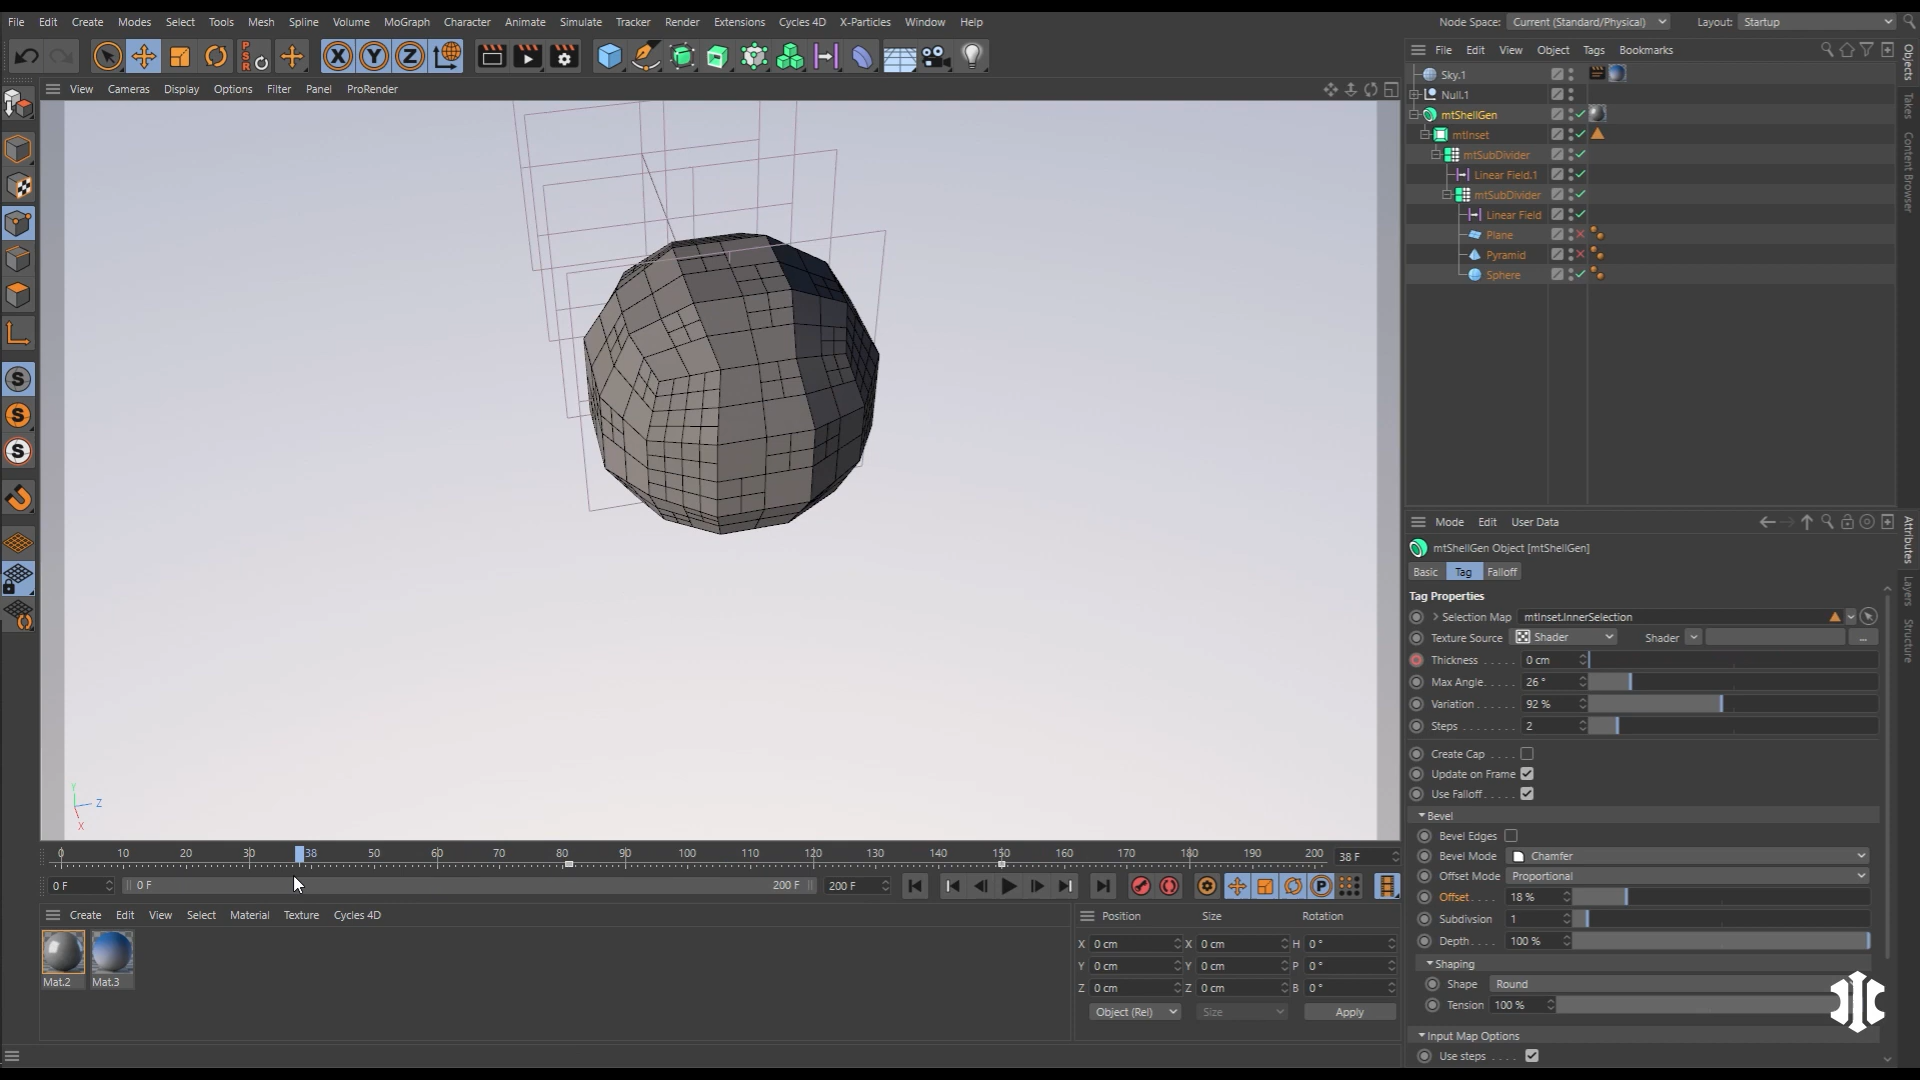 File Edit Create Modes Select Tools Mesh Spline Volume MoGraph Character Animate Simulate Tracker Render Extensions Cycles 4D X-Particles Window Help
Node Space: Current (Standard/Physical) Layout: Startup
PSR
X Y Z
View Cameras Display Options Filter Panel ProRender
File Edit View Object Tags Bookmarks
Objects
Takes
Content Browser
Sky.1
Null.1
mtShellGen
mtInset
mtSubDivider
Linear Field.1
mtSubDivider
Linear Field
Plane
Pyramid
Sphere
Mode Edit User Data
Attributes
Layers
Structure
mtShellGen Object [mtShellGen]
Basic Tag Falloff
Tag Properties
Selection Map mtInset.InnerSelection
Texture Source Shader Shader ...
Thickness 0 cm
Max Angle 26 °
Variation 92 %
Steps 2
Create Cap
Update on Frame
Use Falloff
Bevel
Bevel Edges
Bevel Mode Chamfer
Offset Mode Proportional
Offset 18 %
Subdivsion 1
Depth 100 %
Shaping
Shape Round
Tension 100 %
Input Map Options
Use steps
Y
Z
X
0 10 20 30 38 50 60 70 80 90 100 110 120 130 140 150 160 170 180 190 200 38 F
0 F 0 F 200 F 200 F
P
Create Edit View Select Material Texture Cycles 4D
Mat.2 Mat.3
Position Size Rotation
X 0 cm X 0 cm H 0 °
Y 0 cm Y 0 cm P 0 °
Z 0 cm Z 0 cm B 0 °
Object (Rel) Size Apply